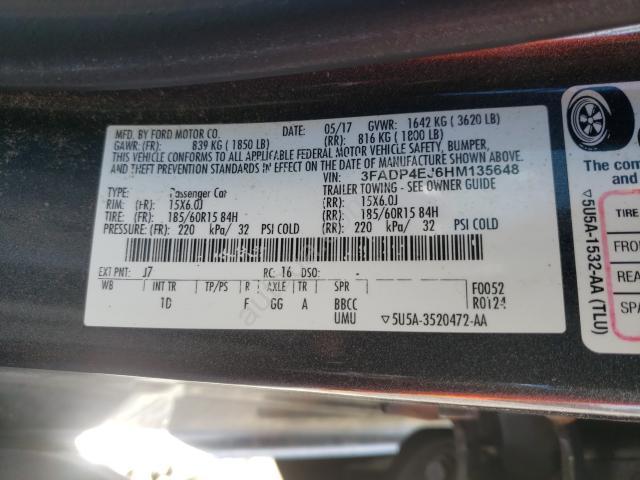 MFD. BY FORD MOTOR CO. DATE: 05/17 GVWR: 1642 KG ( 3620 LB)
GAWR: (FR): 839 KG ( 1850 LB) (RR): 816 KG ( 1800 LB)
THIS VEHICLE CONFORMS TO ALL APPLICABLE FEDERAL MOTOR VEHICLE SAFETY, BUMPER,
AND THEFT PREVENTION STANDARDS IN EFFECT ON THE DATE OF MANUFACTURE SHOWN ABOVE.
VIN: 3FADP4EJ6HM135648
TYPE: Passenger Car TRAILER TOWING - SEE OWNER GUIDE
RIM: (FR): 15X6.0J (RR): 15X6.0J
TIRE: (FR): 185/60R15 84H (RR): 185/60R15 84H
PRESSURE: (FR): 220 kPa/ 32 PSI COLD (RR): 220 kPa/ 32 PSI COLD
EXT PNT: J7 RC: 16 DSO:
WB INT TR TP/PS R AXLE TR SPR F0052
1D F GG A BBCC R0124
UMU ▽5U5A-3520472-AA
The com
▽5U5A-1532-AA (TLU)
TIRE
FRO
REA
SPA